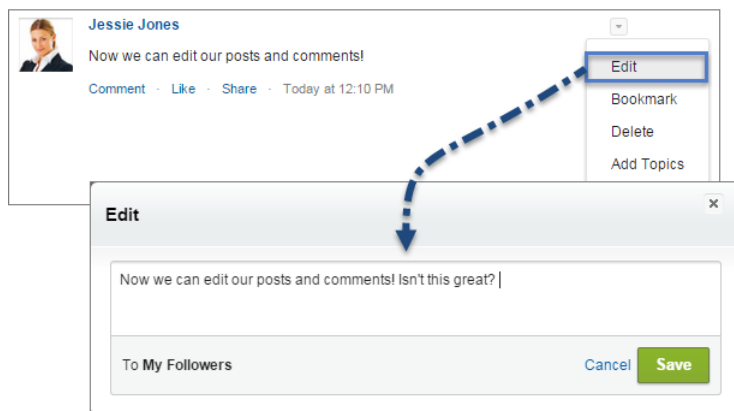 Jessie Jones
Now we can edit our posts and comments!
Comment · Like · Share · Today at 12:10 PM
Edit
Bookmark
Delete
Add Topics
Edit
Now we can edit our posts and comments! Isn't this great?
To My Followers
Cancel
Save